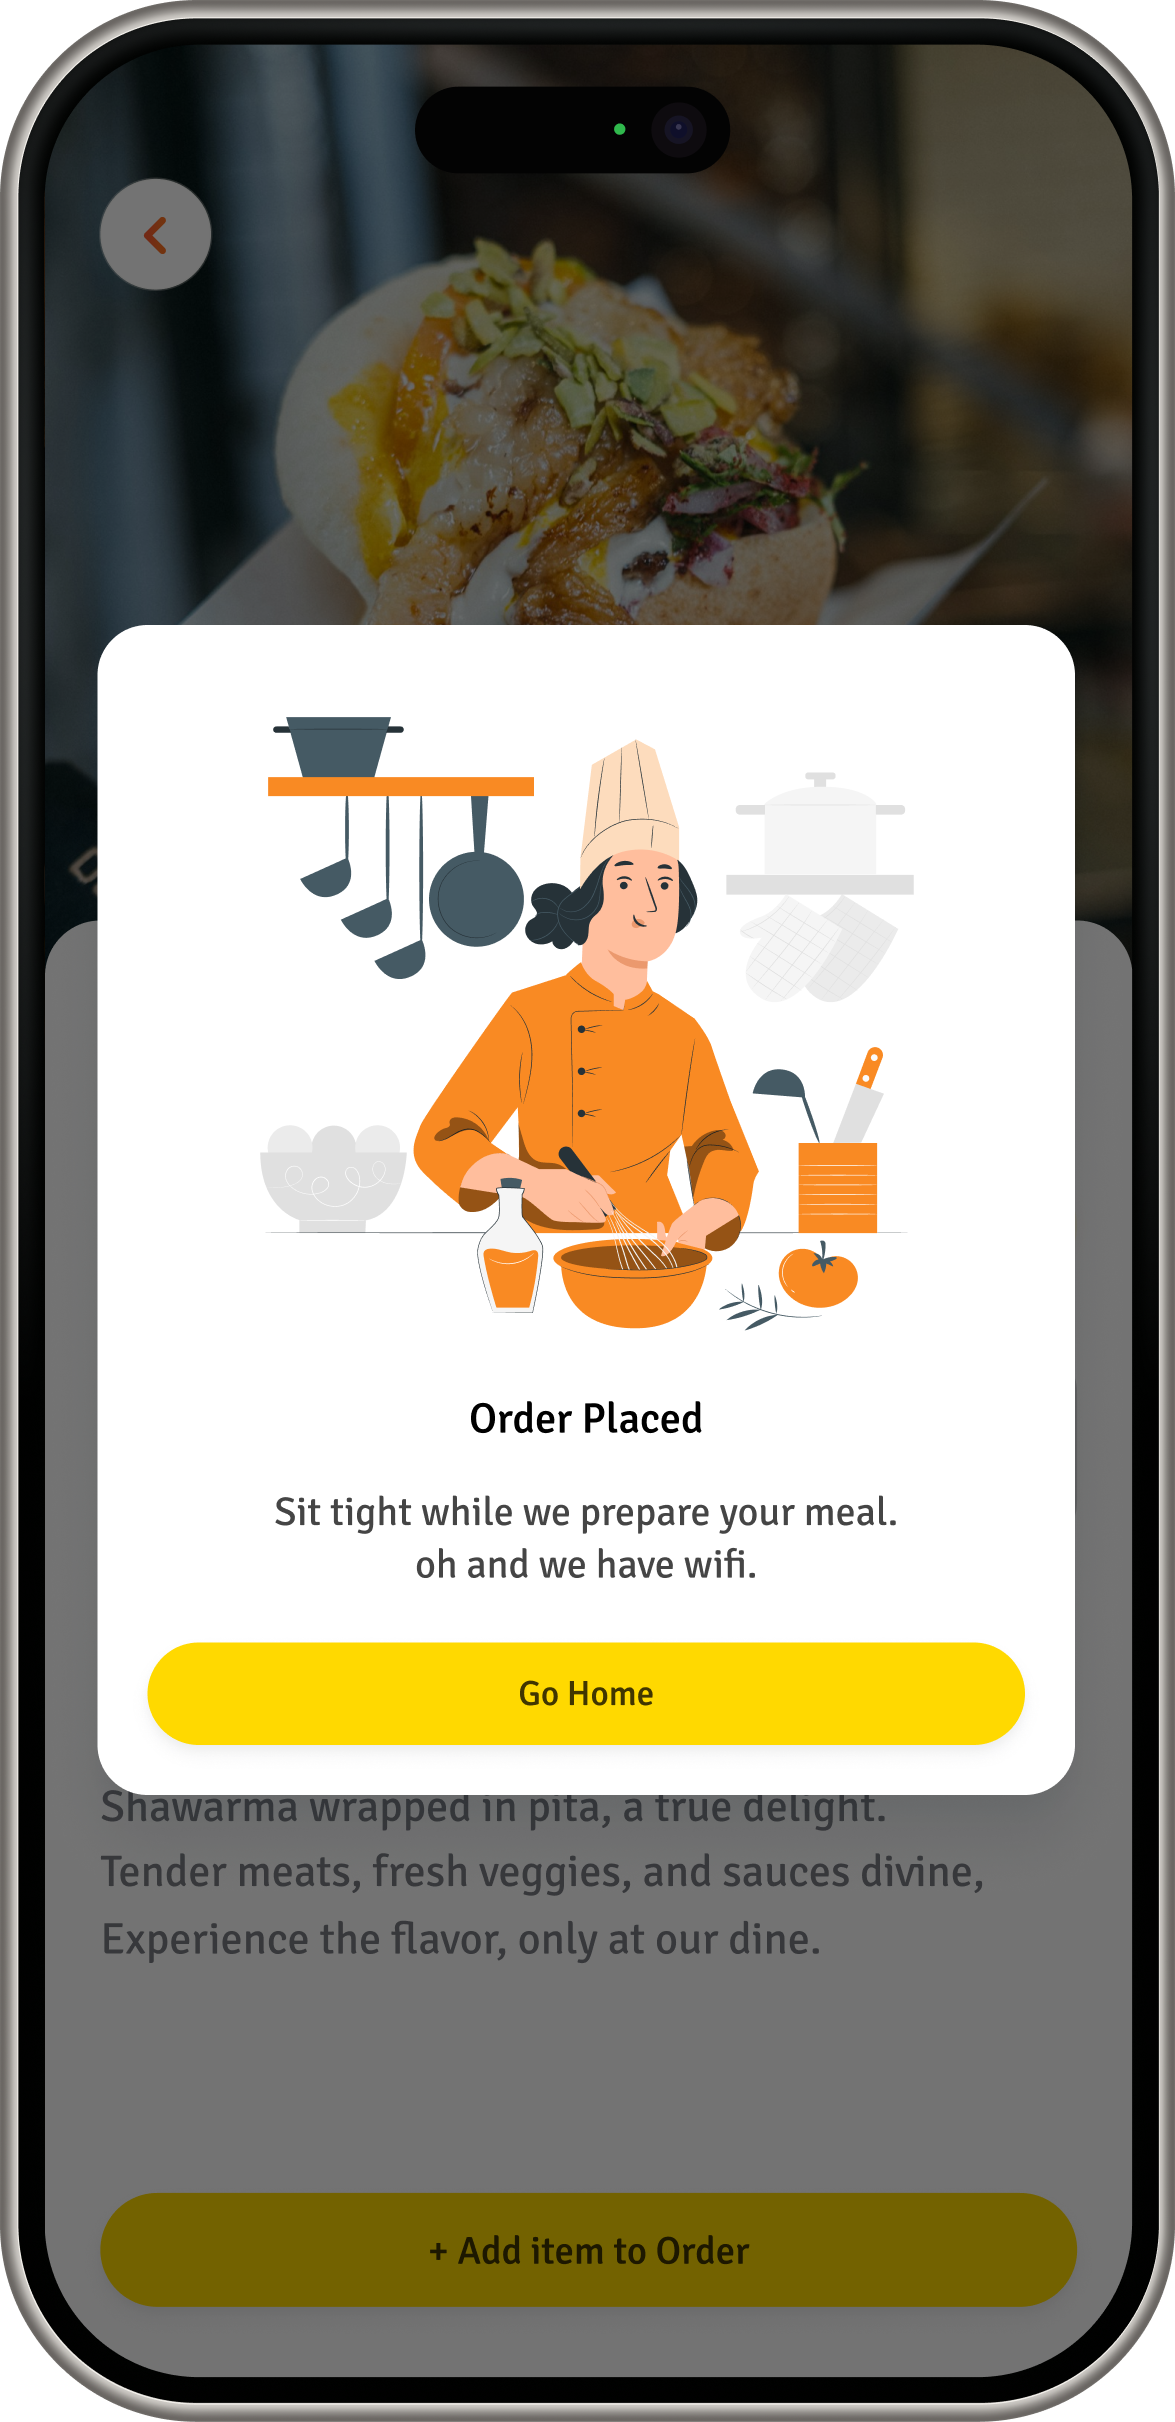 Order Placed
Sit tight while we prepare your meal.
oh and we have wifi.
Go Home
Shawarma wrapped in pita, a true delight.
Tender meats, fresh veggies, and sauces divine,
Experience the flavor, only at our dine.
+ Add item to Order